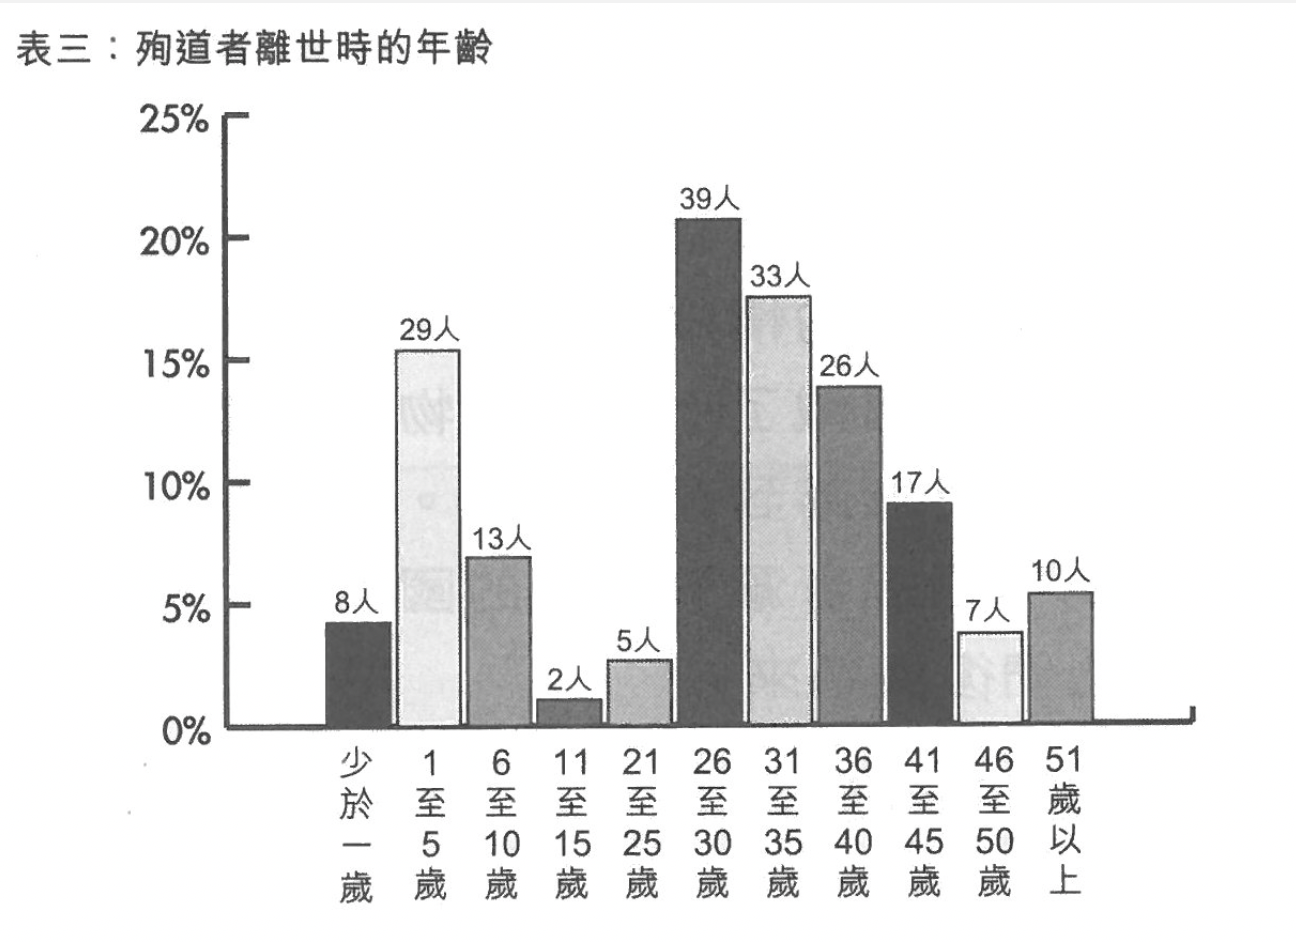 表三：殉道者離世時的年齡
25%
20%
15%
10%
5%
0%
8人
29人
13人
2人
5人
39人
33人
26人
17人
7人
10人
少於一歲
1至5歲
6至10歲
11至15歲
21至25歲
26至30歲
31至35歲
36至40歲
41至45歲
46至50歲
51歲以上